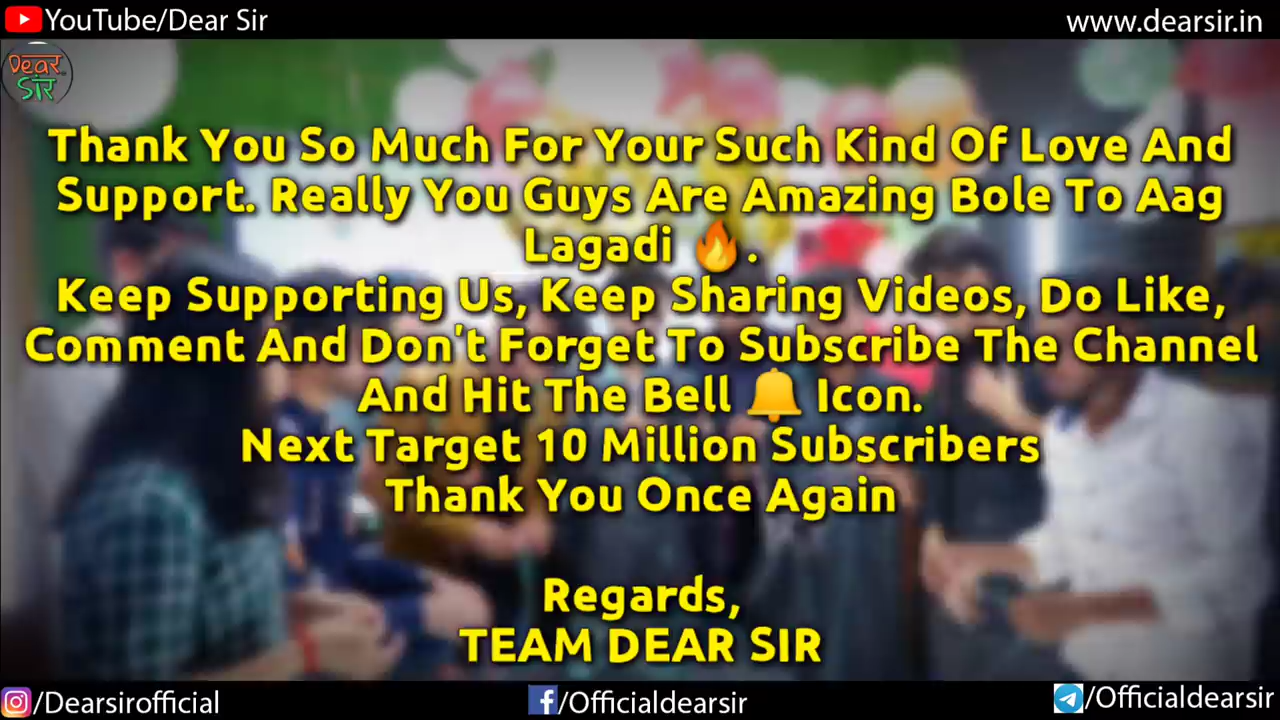 YouTube/Dear Sir
www.dearsir.in
Dear
Sir
Thank You So Much For Your Such Kind Of Love And
Support. Really You Guys Are Amazing Bole To Aag
Lagadi 🔥.
Keep Supporting Us, Keep Sharing Videos, Do Like,
Comment And Don't Forget To Subscribe The Channel
And Hit The Bell 🔔 Icon.
Next Target 10 Million Subscribers
Thank You Once Again
Regards,
TEAM DEAR SIR
/Dearsirofficial
/Officialdearsir
/Officialdearsir